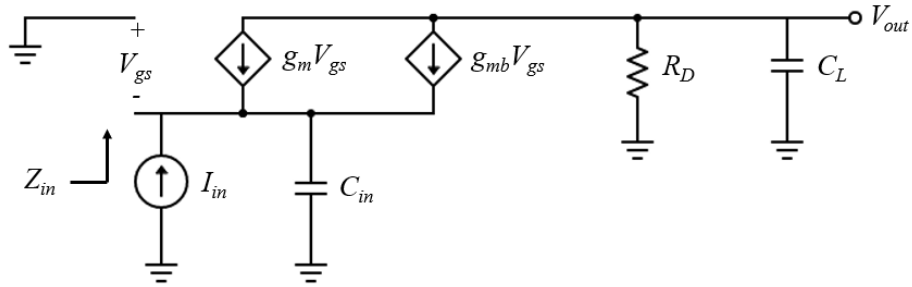 +
V_out
V_gs
g_m V_gs
g_mb V_gs
R_D
C_L
-
Z_in
I_in
C_in